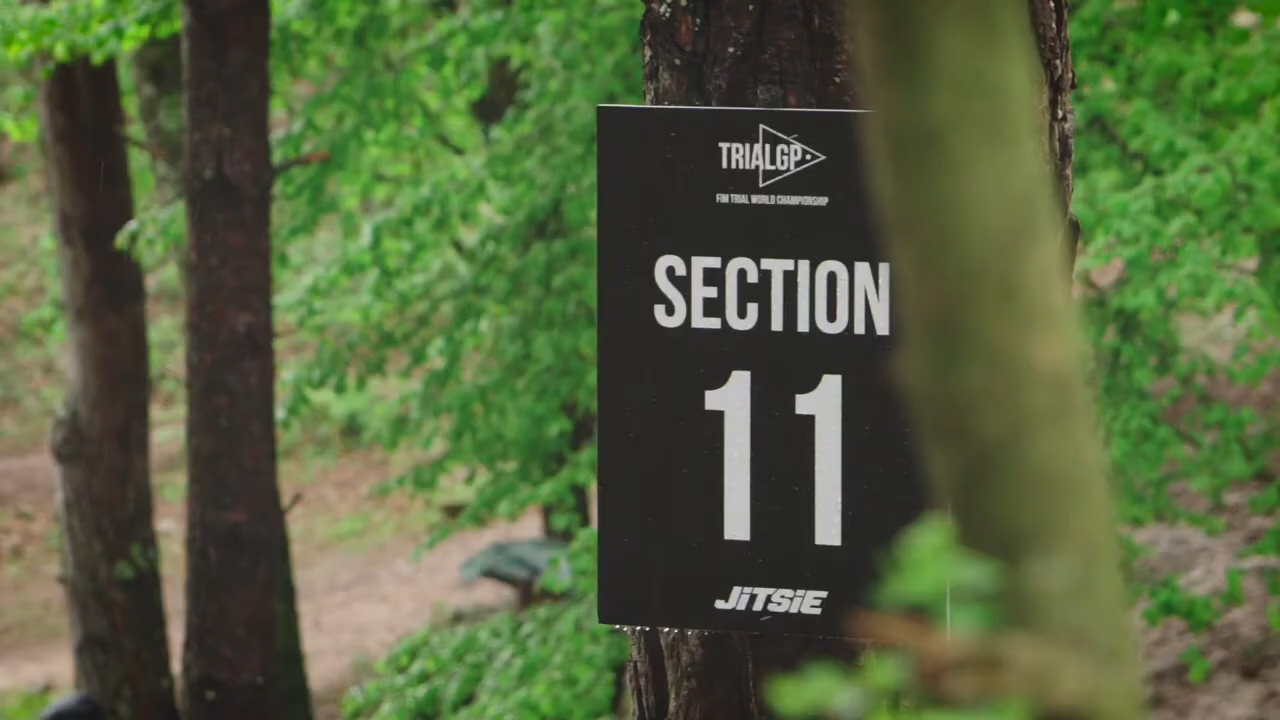 TRIALGP
FIM TRIAL WORLD CHAMPIONSHIP
SECTION
11
JITSIE